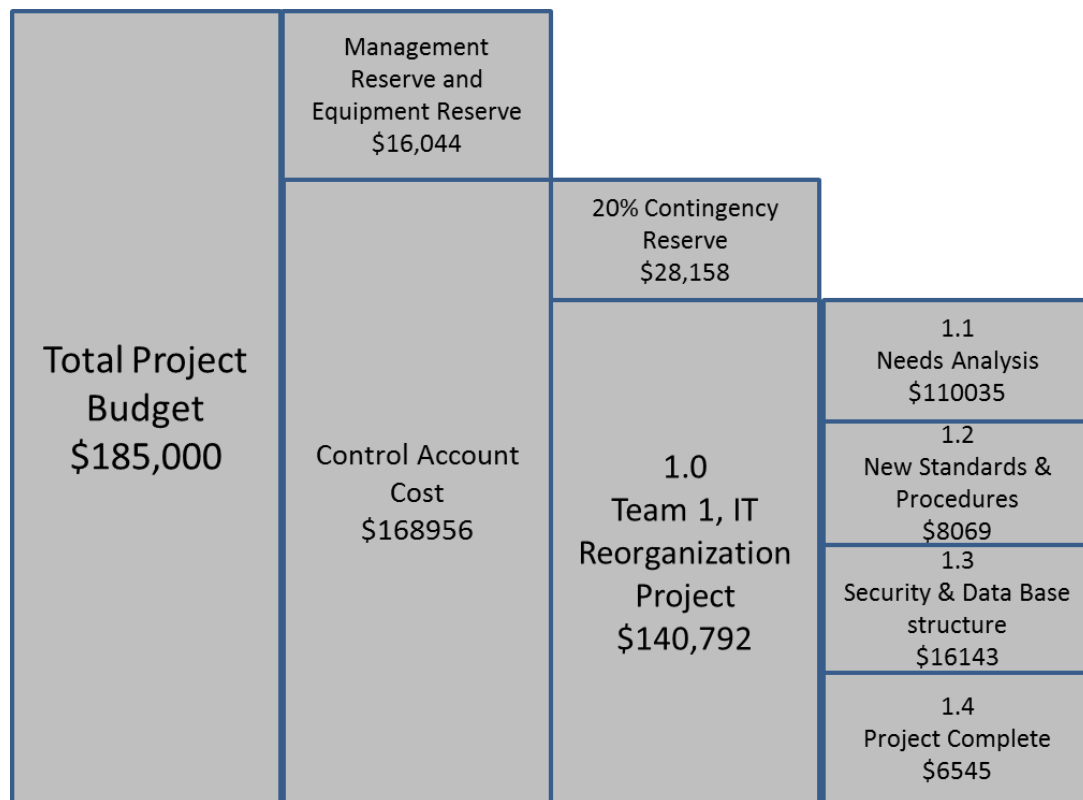 Total Project
Budget
$185,000
Management
Reserve and
Equipment Reserve
$16,044
Control Account
Cost
$168956
20% Contingency
Reserve
$28,158
1.0
Team 1, IT
Reorganization
Project
$140,792
1.1
Needs Analysis
$110035
1.2
New Standards &
Procedures
$8069
1.3
Security & Data Base
structure
$16143
1.4
Project Complete
$6545